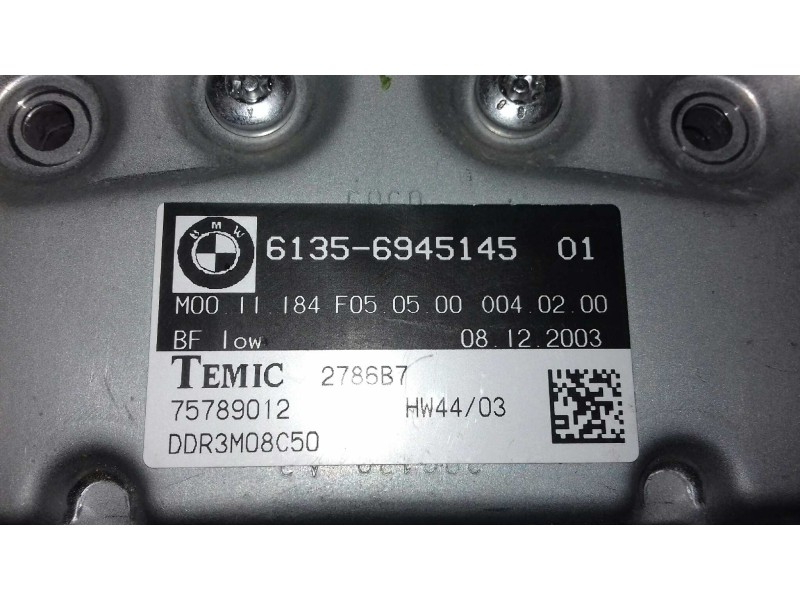 BMW
6135-6945145 01
M00.11.184 F05.05.00 004.02.00
BF low 08.12.2003
TEMIC 2786B7
75789012 HW44/03
DDR3M08C50